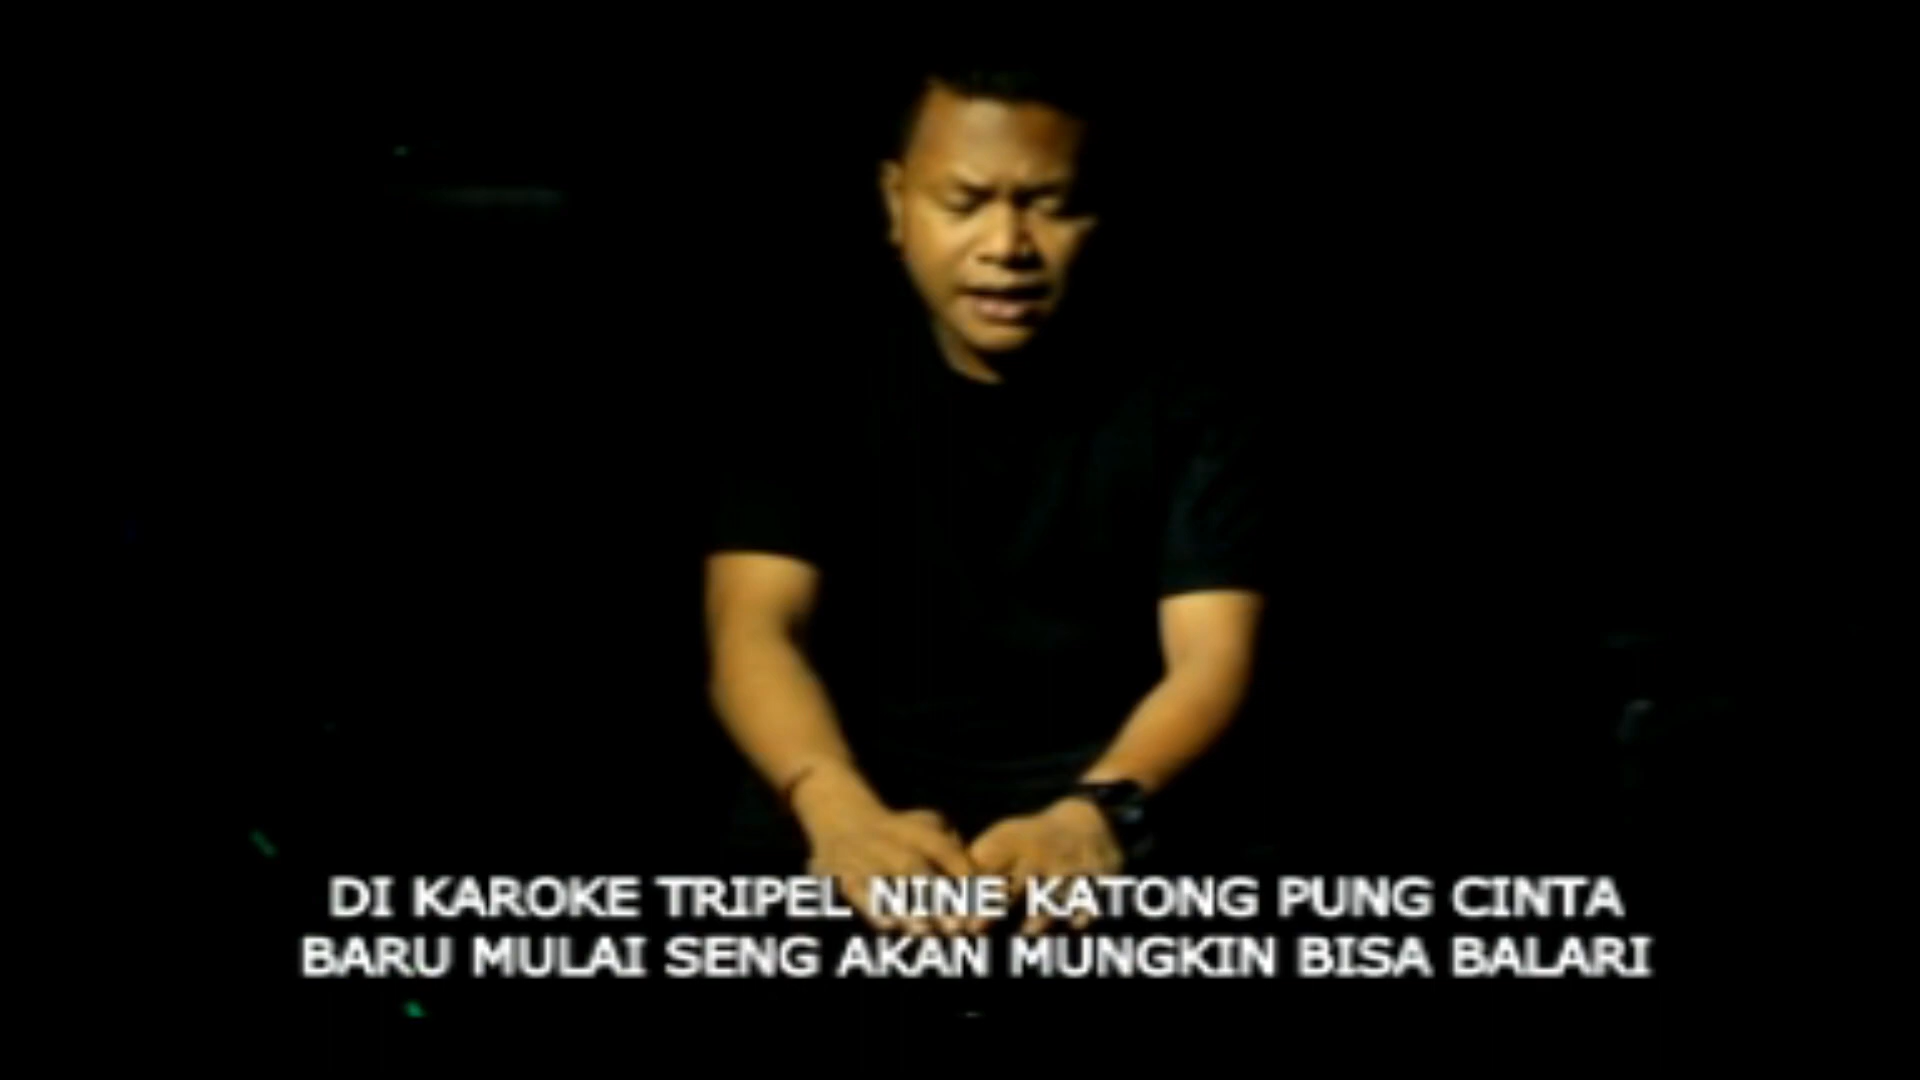 DI KAROKE TRIPEL NINE KATONG PUNG CINTA
BARU MULAI SENG AKAN MUNGKIN BISA BALARI